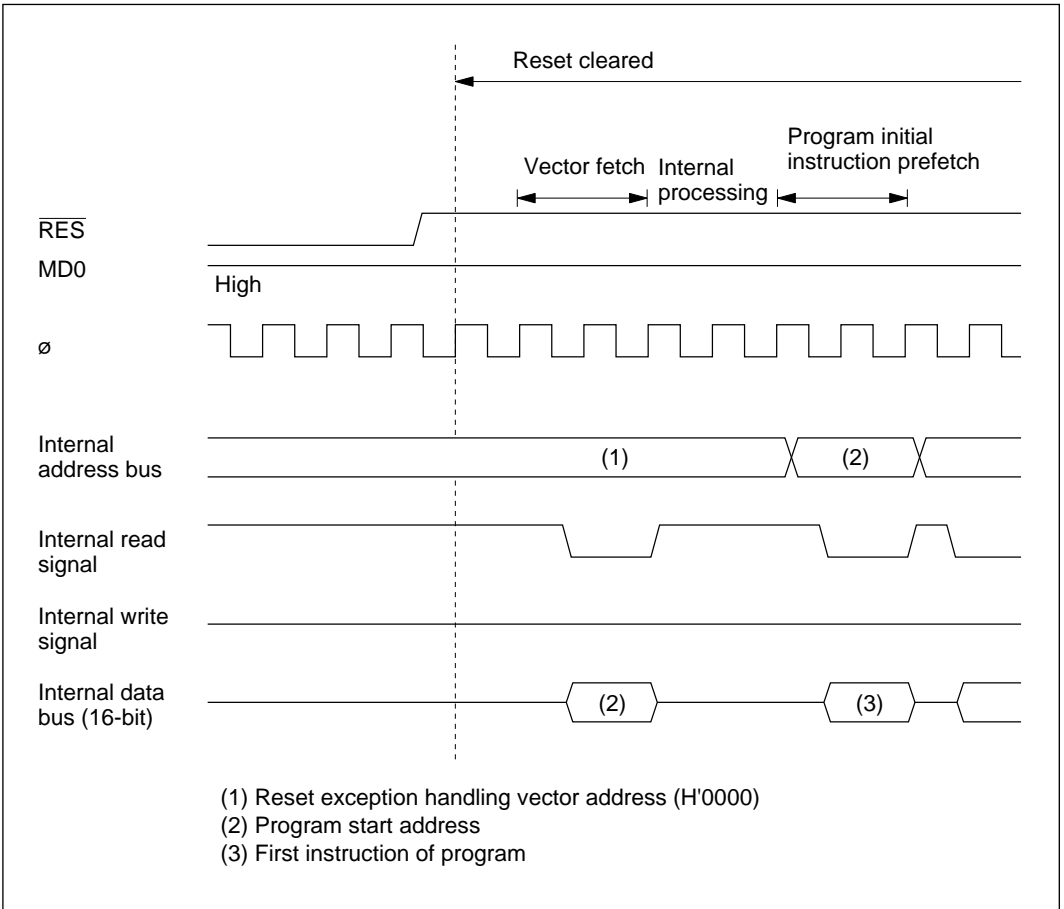 Reset cleared
Program initial
instruction prefetch
Vector fetch
Internal
processing
RES
MD0
High
ø
Internal
address bus
(1)
(2)
Internal read
signal
Internal write
signal
Internal data
bus (16-bit)
(2)
(3)
(1) Reset exception handling vector address (H'0000)
(2) Program start address
(3) First instruction of program